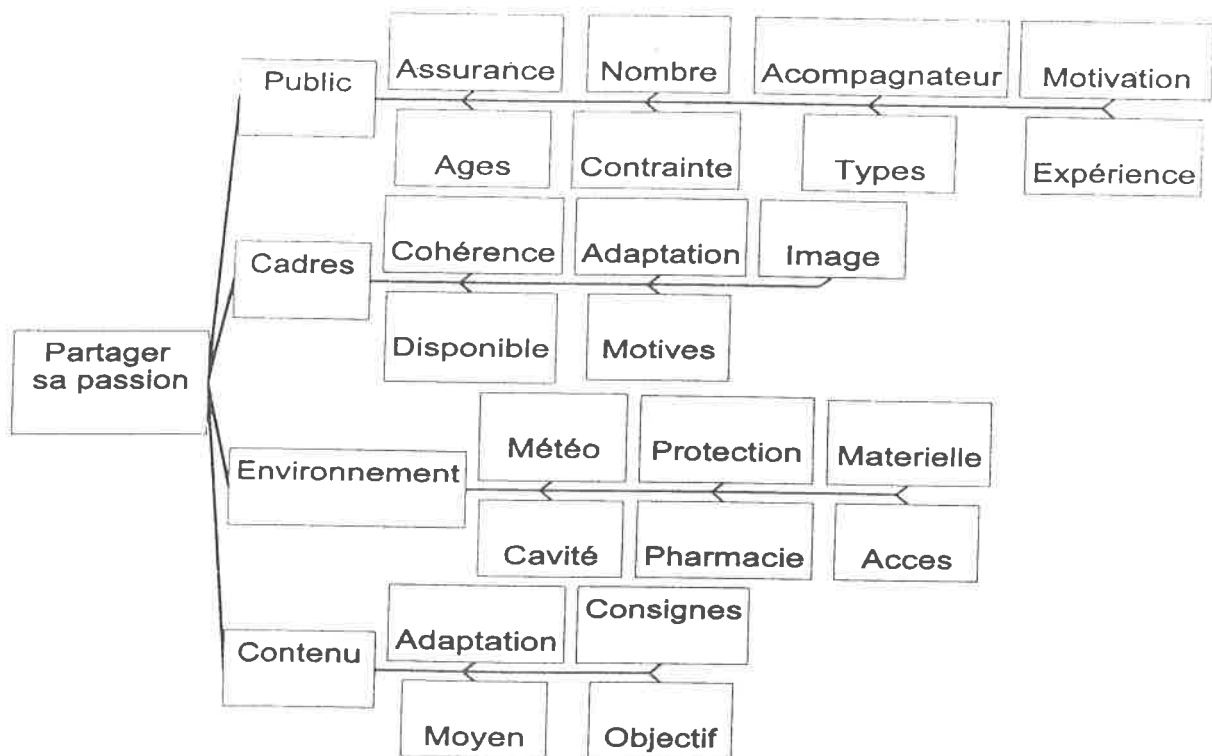 Public
Assurance
Nombre
Acompagnateur
Motivation
Ages
Contrainte
Types
Expérience
Cadres
Cohérence
Adaptation
Image
Disponible
Motives
Partager
sa passion
Environnement
Météo
Protection
Materielle
Cavité
Pharmacie
Acces
Contenu
Adaptation
Consignes
Moyen
Objectif